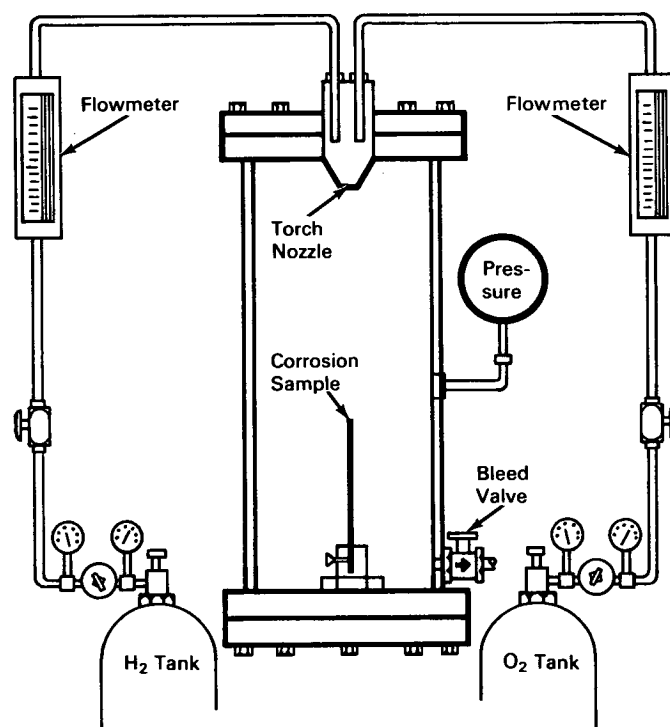 Flowmeter
Flowmeter
Torch
Nozzle
Pres-
sure
Corrosion
Sample
Bleed
Valve
H₂ Tank
O₂ Tank